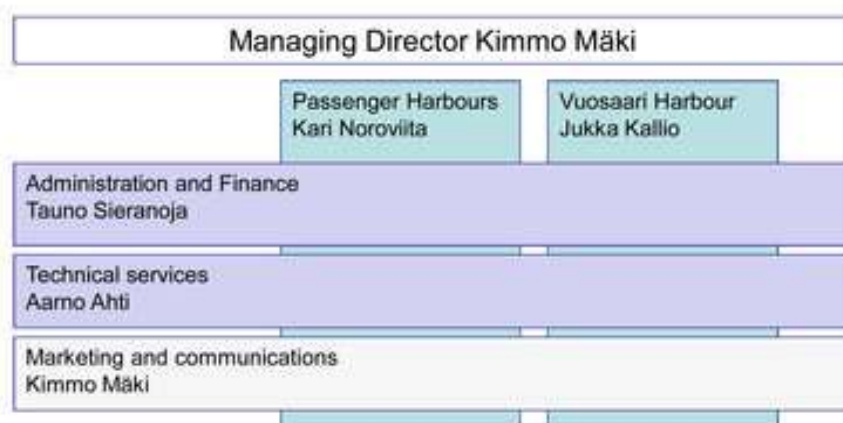 Managing Director Kimmo Mäki
Passenger Harbours
Kari Noroviita
Vuosaari Harbour
Jukka Kallio
Administration and Finance
Tauno Sieranoja
Technical services
Aarno Ahti
Marketing and communications
Kimmo Mäki